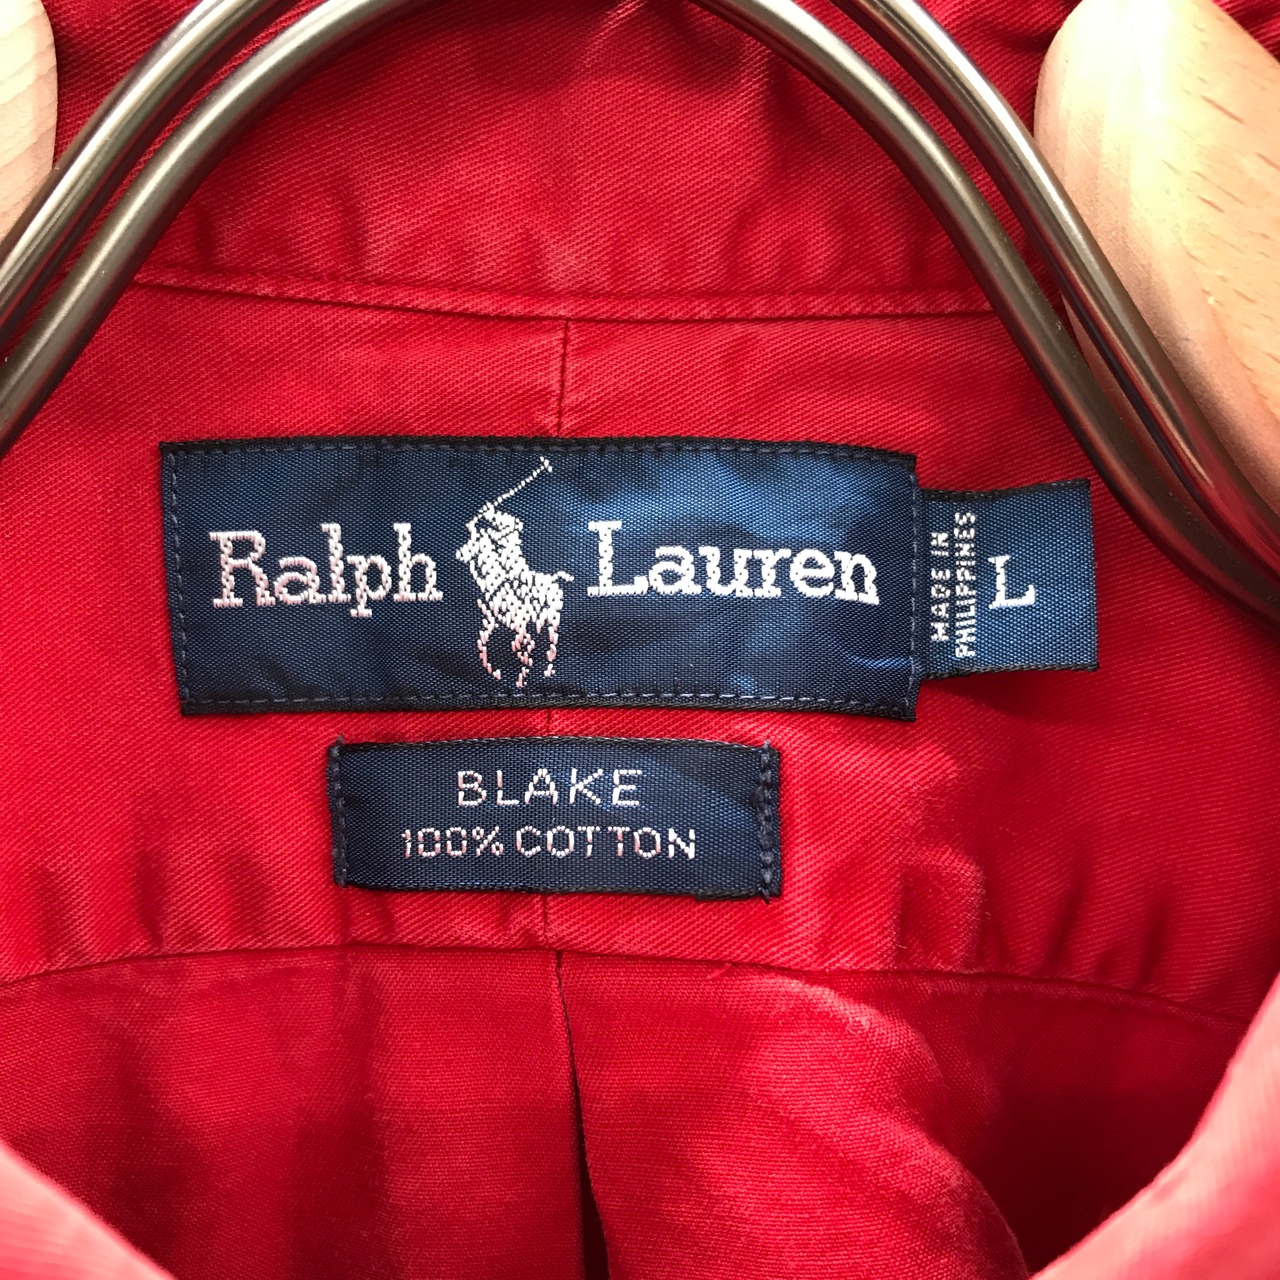 Ralph Lauren
MADE IN
PHILIPPINES
L
BLAKE
100% COTTON